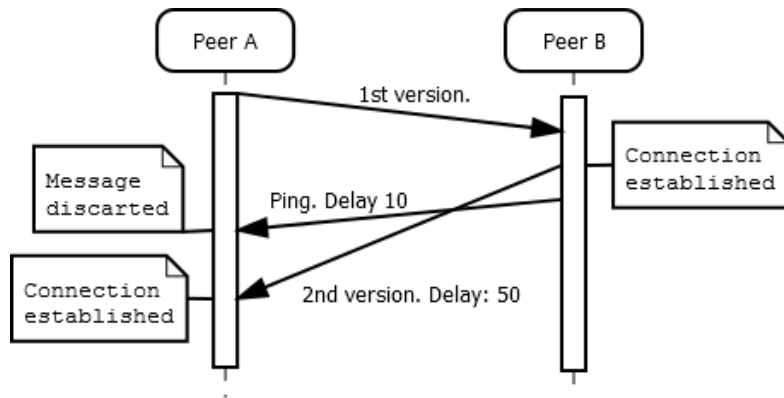 Peer A
Peer B
1st version.
Connection
established
Message
discarted
Ping. Delay 10
Connection
established
2nd version. Delay: 50